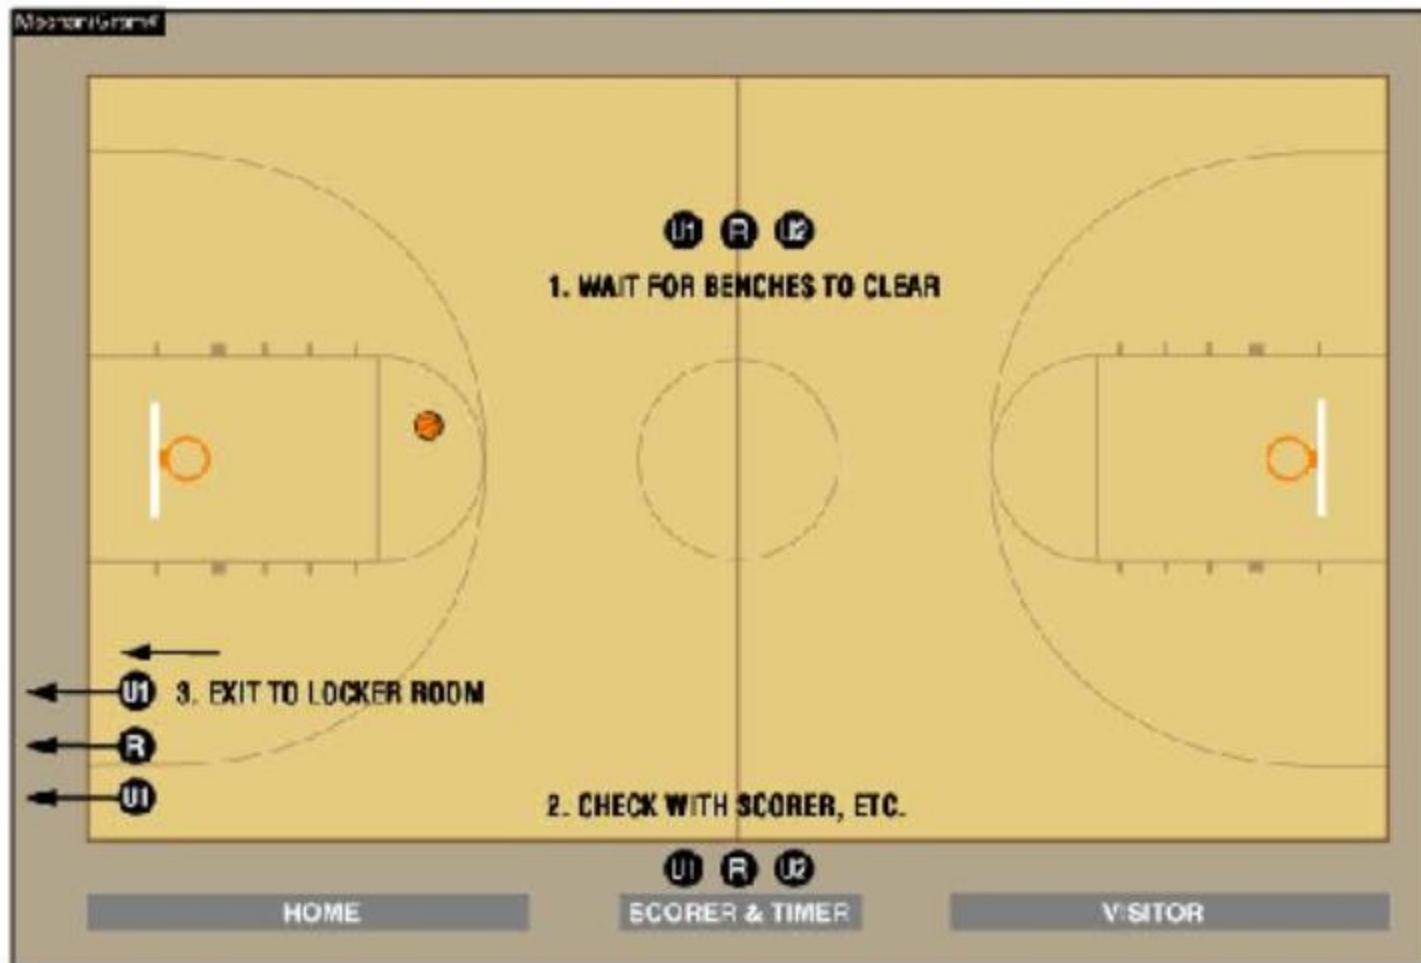 MechaniGram
U1 R U2
1. WAIT FOR BENCHES TO CLEAR
U1 3. EXIT TO LOCKER ROOM
R
U1
2. CHECK WITH SCORER, ETC.
U1 R U2
HOME SCORER & TIMER VISITOR